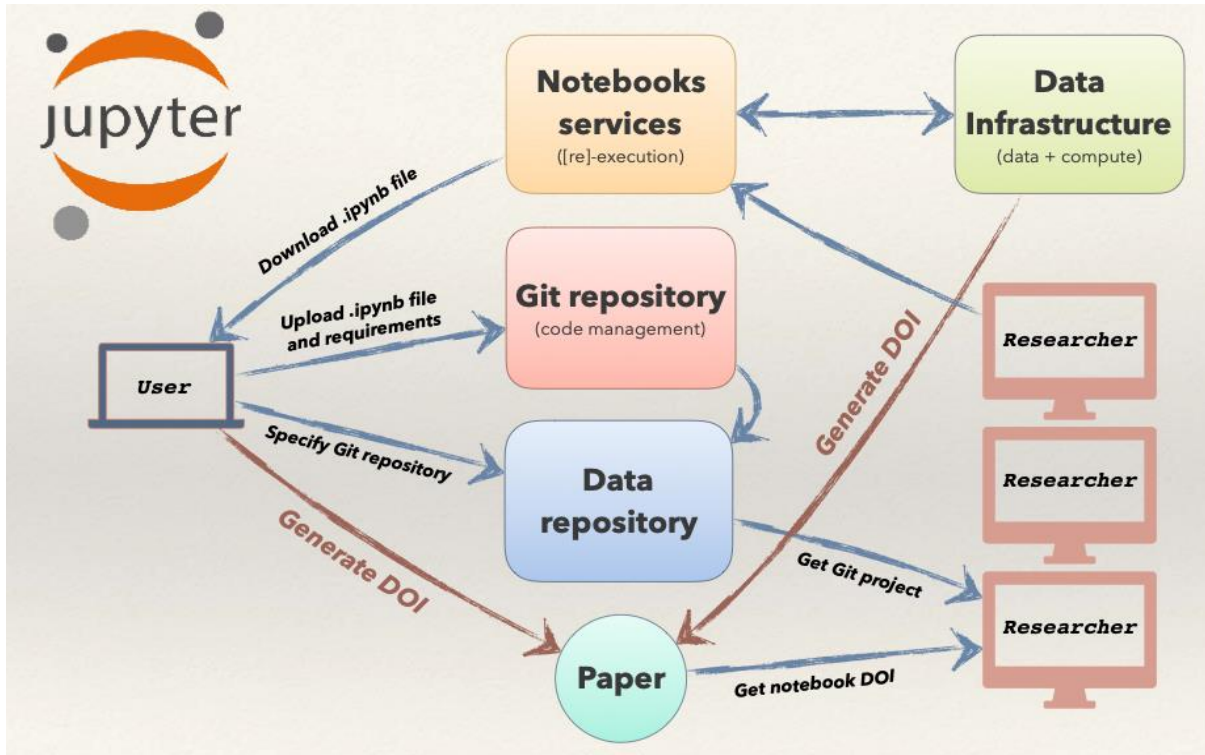 jupyter
Notebooks
services
([re]-execution)
Data
Infrastructure
(data + compute)
Download .ipynb file
Upload .ipynb file
and requirements
Git repository
(code management)
Generate DOI
Researcher
User
Specify Git repository
Data
repository
Researcher
Generate DOI
Get Git project
Researcher
Paper
Get notebook DOI